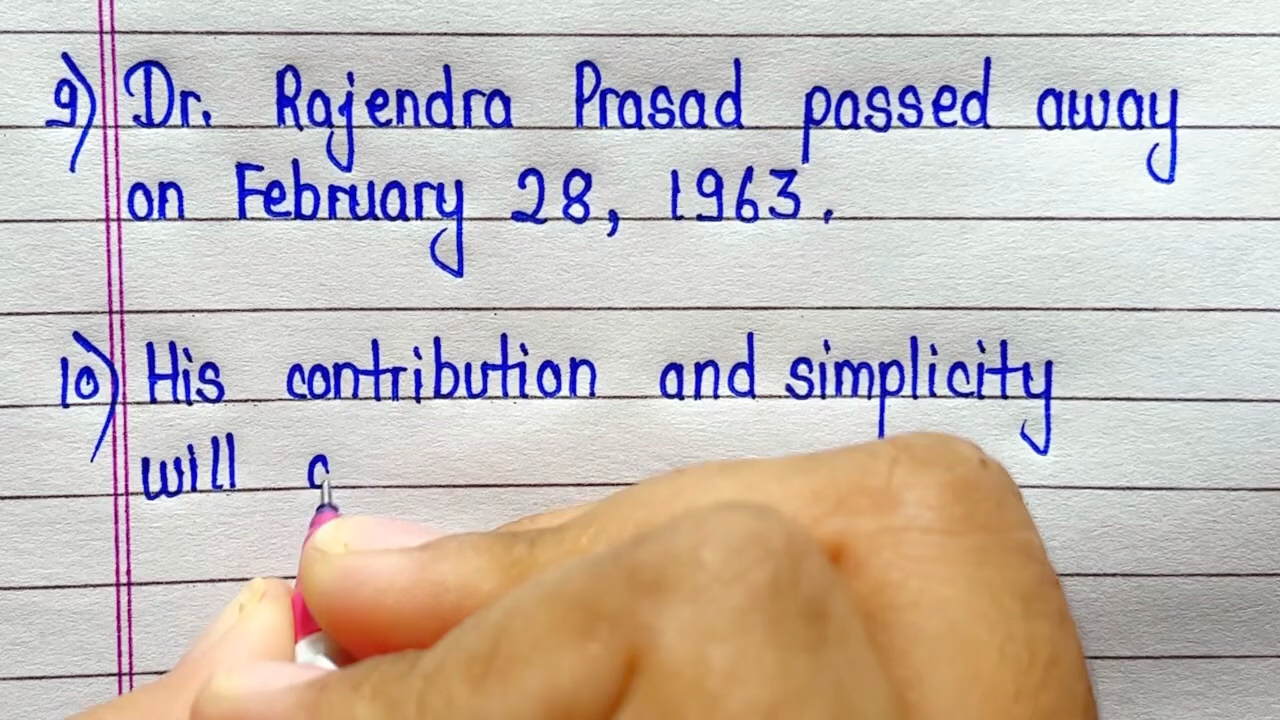 9) Dr. Rajendra Prasad passed away
on February 28, 1963.
10) His contribution and simplicity
will